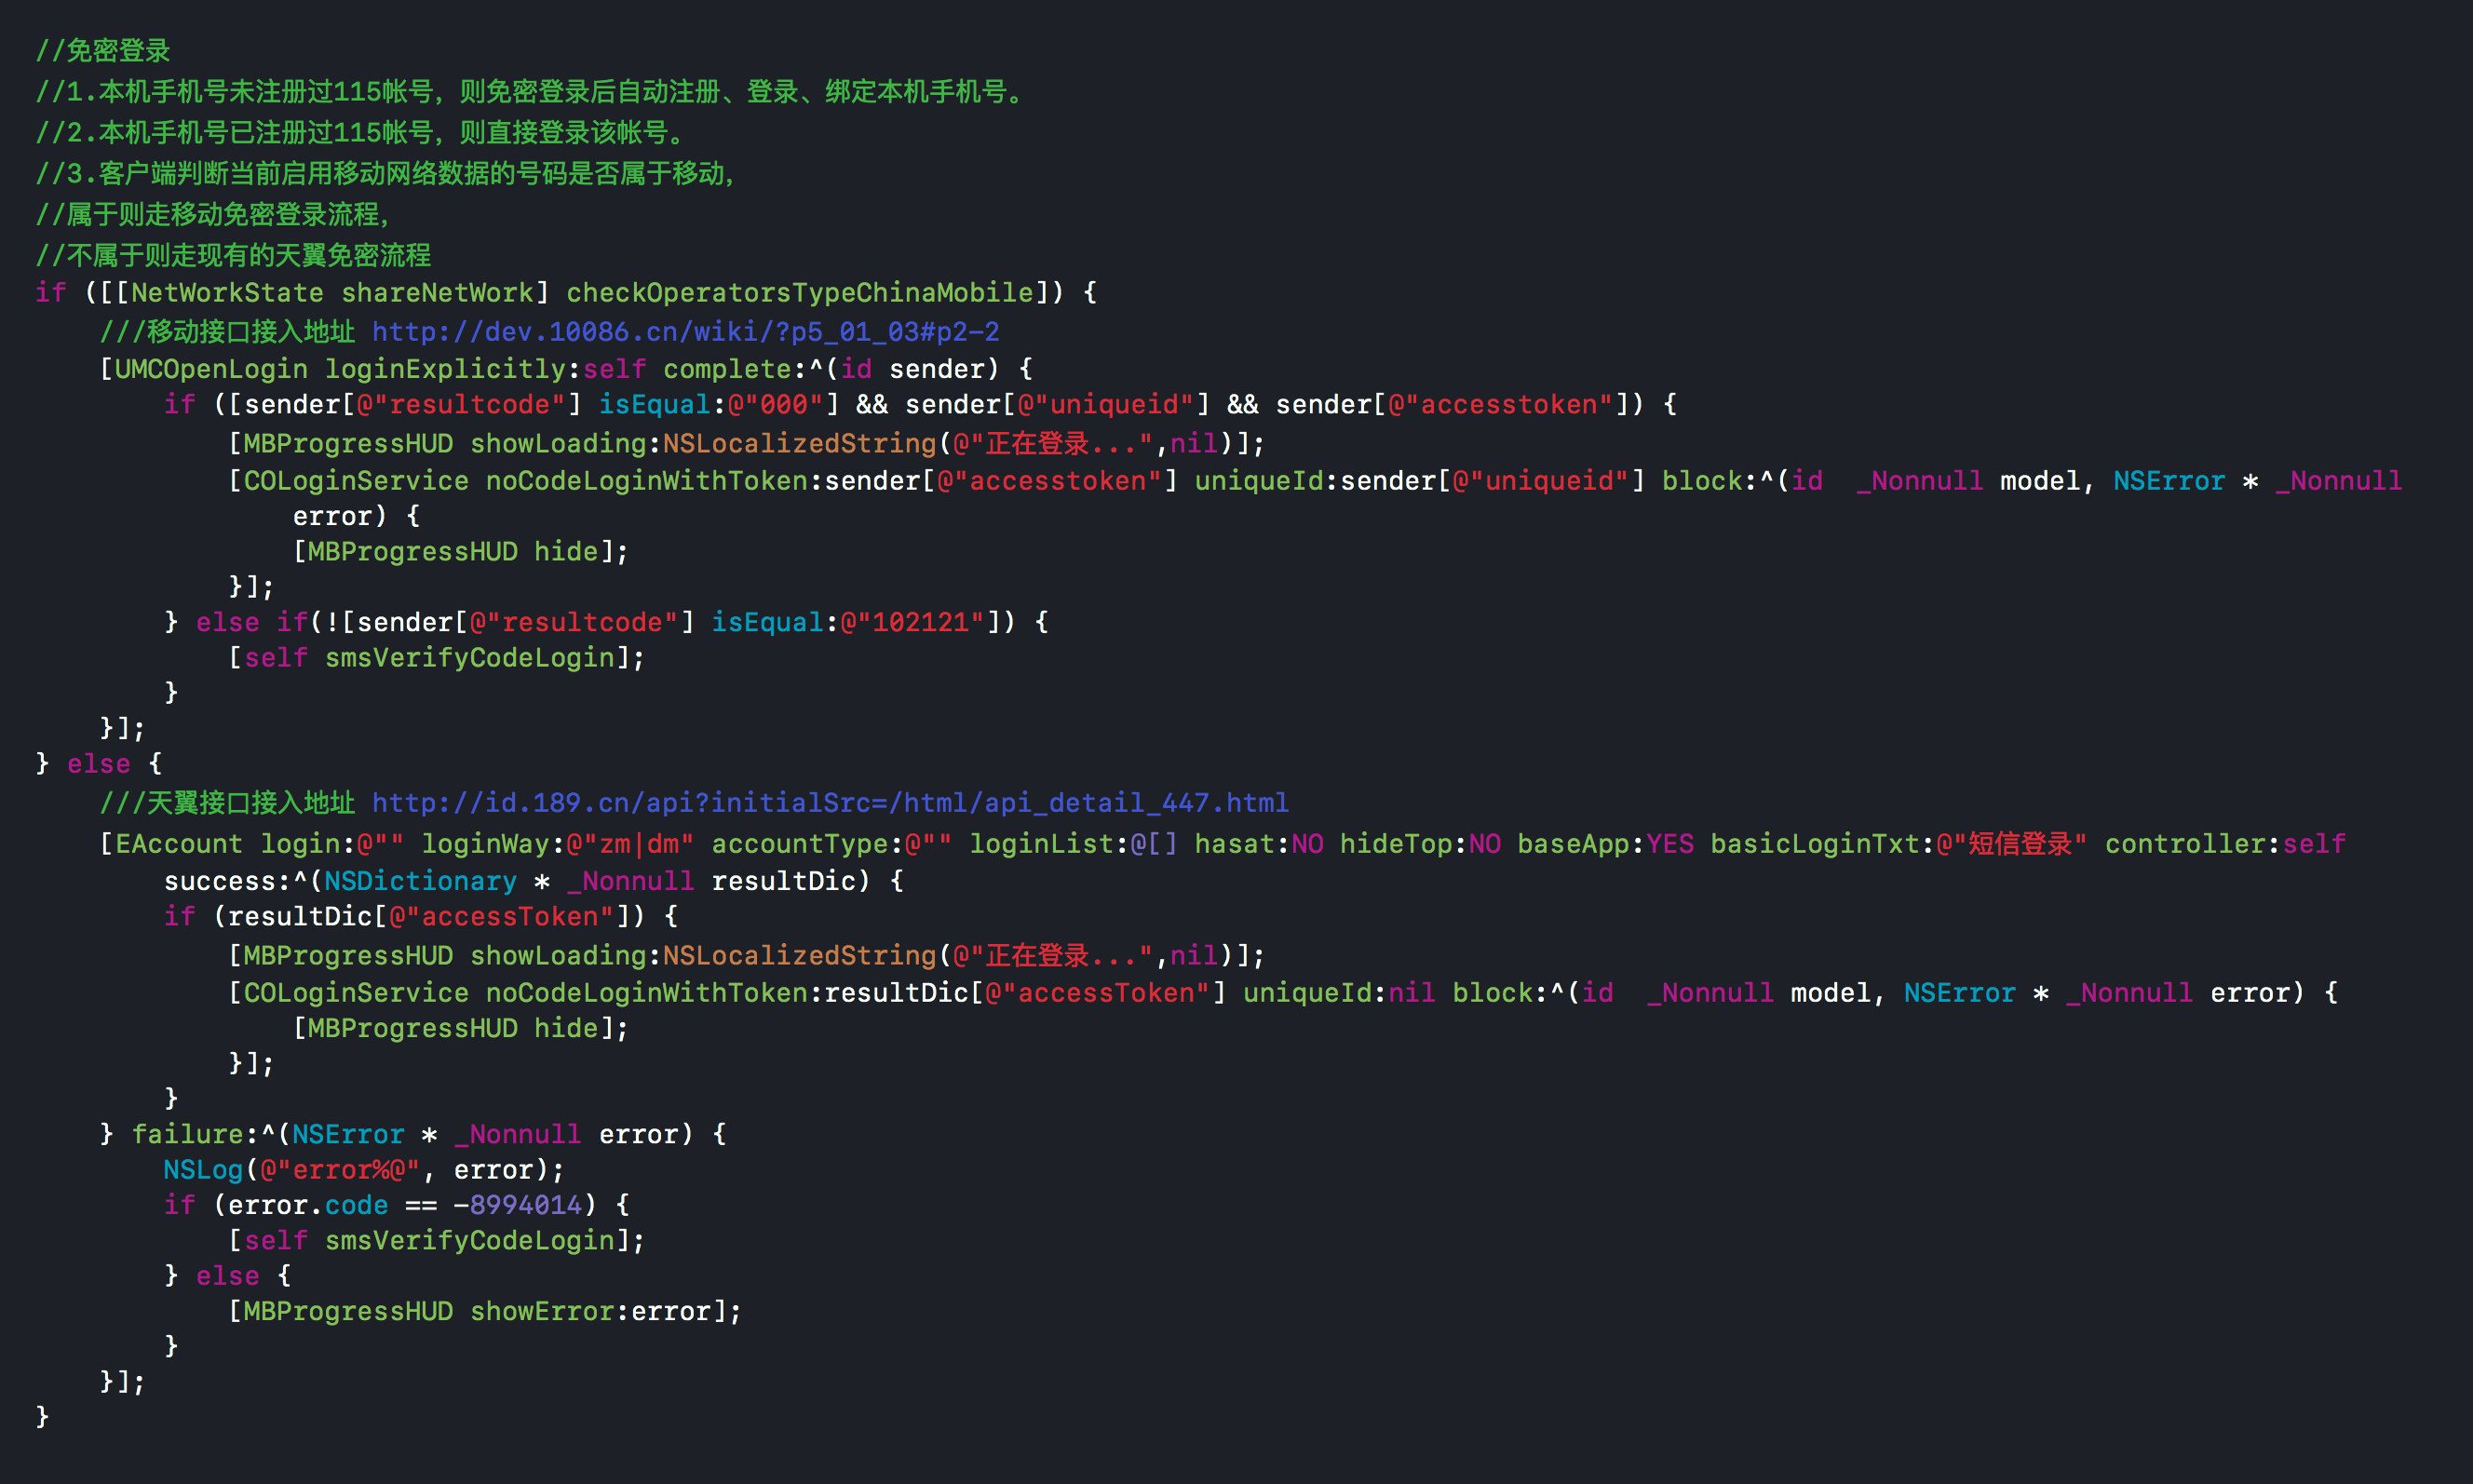 //免密登录
//1.本机手机号未注册过115帐号，则免密登录后自动注册、登录、绑定本机手机号。
//2.本机手机号已注册过115帐号，则直接登录该帐号。
//3.客户端判断当前启用移动网络数据的号码是否属于移动，
//属于则走移动免密登录流程，
//不属于则走现有的天翼免密流程
if ([[NetWorkState shareNetWork] checkOperatorsTypeChinaMobile]) {
    ///移动接口接入地址 http://dev.10086.cn/wiki/?p5_01_03#p2-2
    [UMCOpenLogin loginExplicitly:self complete:^(id sender) {
        if ([sender[@"resultcode"] isEqual:@"000"] && sender[@"uniqueid"] && sender[@"accesstoken"]) {
            [MBProgressHUD showLoading:NSLocalizedString(@"正在登录...",nil)];
            [COLoginService noCodeLoginWithToken:sender[@"accesstoken"] uniqueId:sender[@"uniqueid"] block:^(id  _Nonnull model, NSError * _Nonnull
                error) {
                [MBProgressHUD hide];
            }];
        } else if(![sender[@"resultcode"] isEqual:@"102121"]) {
            [self smsVerifyCodeLogin];
        }
    }];
} else {
    ///天翼接口接入地址 http://id.189.cn/api?initialSrc=/html/api_detail_447.html
    [EAccount login:@"" loginWay:@"zm|dm" accountType:@"" loginList:@[] hasat:NO hideTop:NO baseApp:YES basicLoginTxt:@"短信登录" controller:self
        success:^(NSDictionary * _Nonnull resultDic) {
        if (resultDic[@"accessToken"]) {
            [MBProgressHUD showLoading:NSLocalizedString(@"正在登录...",nil)];
            [COLoginService noCodeLoginWithToken:resultDic[@"accessToken"] uniqueId:nil block:^(id  _Nonnull model, NSError * _Nonnull error) {
                [MBProgressHUD hide];
            }];
        }
    } failure:^(NSError * _Nonnull error) {
        NSLog(@"error%@", error);
        if (error.code == -8994014) {
            [self smsVerifyCodeLogin];
        } else {
            [MBProgressHUD showError:error];
        }
    }];
}